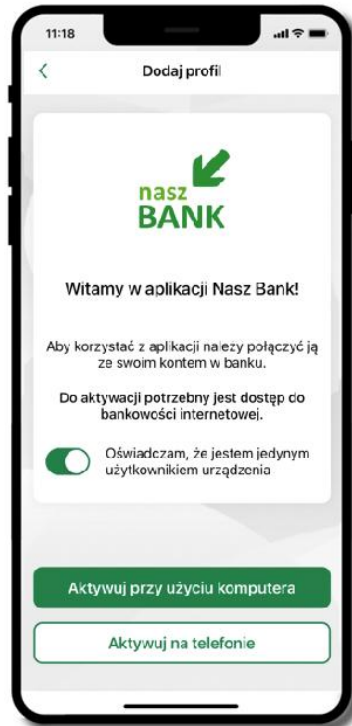 11:18
Dodaj profil
nasz
BANK
Witamy w aplikacji Nasz Bank!
Aby korzystać z aplikacji należy połączyć ją
ze swoim kontem w banku.
Do aktywacji potrzebny jest dostęp do
bankowości internetowej.
Oświadczam, że jestem jedynym
użytkownikiem urządzenia
Aktywuj przy użyciu komputera
Aktywuj na telefonie